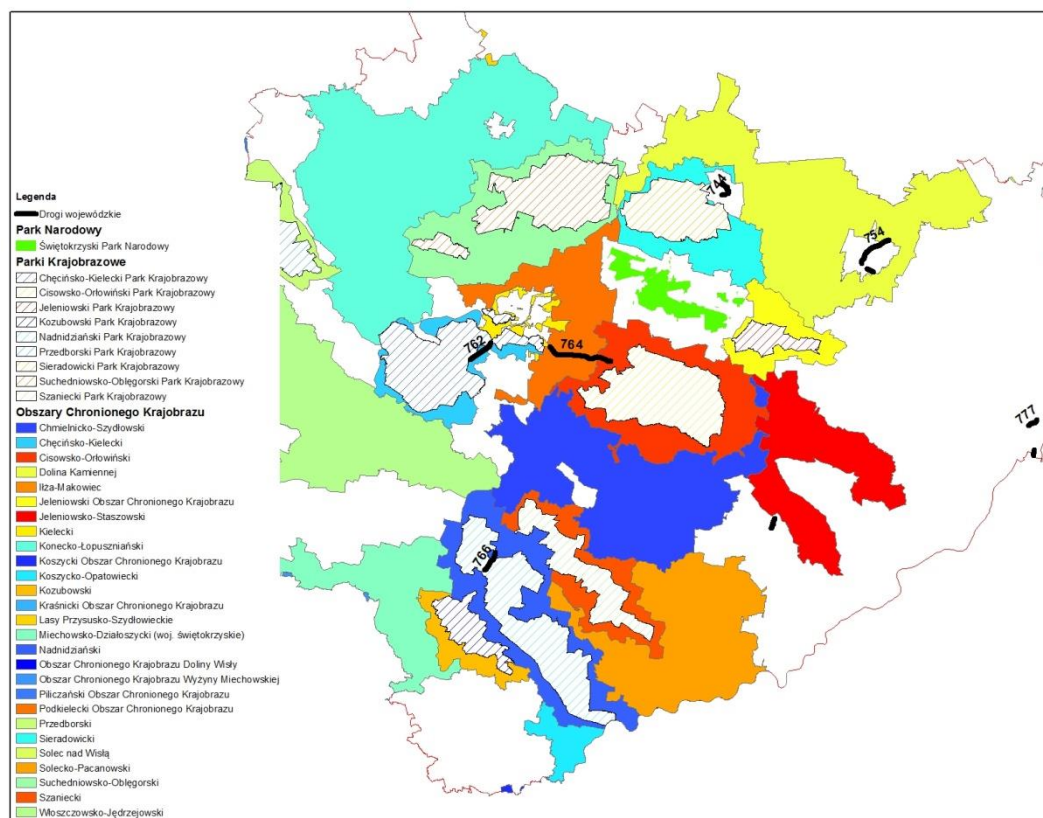 Legenda
Drogi wojewódzkie
Park Narodowy
Świętokrzyski Park Narodowy
Parki Krajobrazowe
Chęcińsko-Kielecki Park Krajobrazowy
Cisowsko-Orłowiński Park Krajobrazowy
Jeleniowski Park Krajobrazowy
Kozubowski Park Krajobrazowy
Nadnidziański Park Krajobrazowy
Przedborski Park Krajobrazowy
Sieradowicki Park Krajobrazowy
Suchedniowsko-Oblęgorski Park Krajobrazowy
Szaniecki Park Krajobrazowy
Obszary Chronionego Krajobrazu
Chmielnicko-Szydłowski
Chęcińsko-Kielecki
Cisowsko-Orłowiński
Dolina Kamiennej
Iłża-Makowiec
Jeleniowski Obszar Chronionego Krajobrazu
Jeleniowsko-Staszowski
Kielecki
Konecko-Łopuszniański
Koszycki Obszar Chronionego Krajobrazu
Koszycko-Opatowiecki
Kozubowski
Kraśnicki Obszar Chronionego Krajobrazu
Lasy Przysusko-Szydłowieckie
Miechowsko-Działoszycki (woj. świętokrzyskie)
Nadnidziański
Obszar Chronionego Krajobrazu Doliny Wisły
Obszar Chronionego Krajobrazu Wyżyny Miechowskiej
Piliczański Obszar Chronionego Krajobrazu
Podkielecki Obszar Chronionego Krajobrazu
Przedborski
Sieradowicki
Solec nad Wisłą
Solecko-Pacanowski
Suchedniowsko-Oblęgorski
Szaniecki
Włoszczowsko-Jędrzejowski
744
754
762
764
777
766